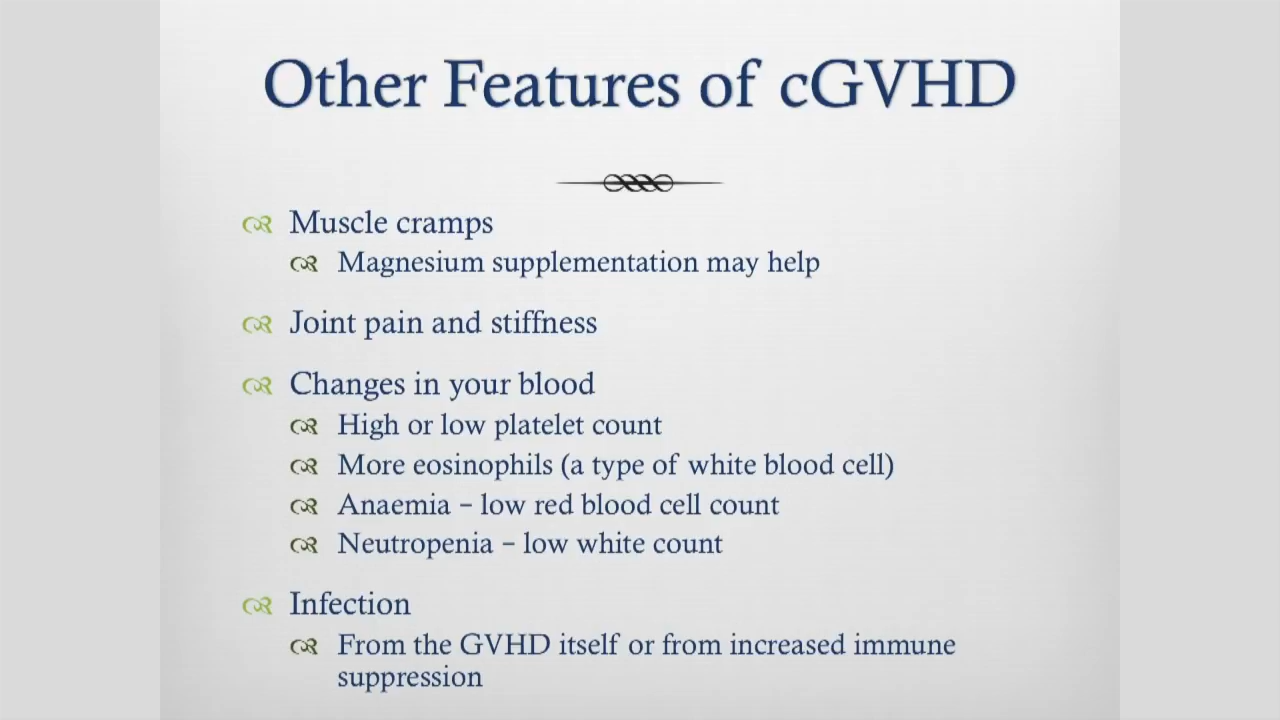 Other Features of cGVHD
Muscle cramps
Magnesium supplementation may help
Joint pain and stiffness
Changes in your blood
High or low platelet count
More eosinophils (a type of white blood cell)
Anaemia – low red blood cell count
Neutropenia – low white count
Infection
From the GVHD itself or from increased immune
suppression